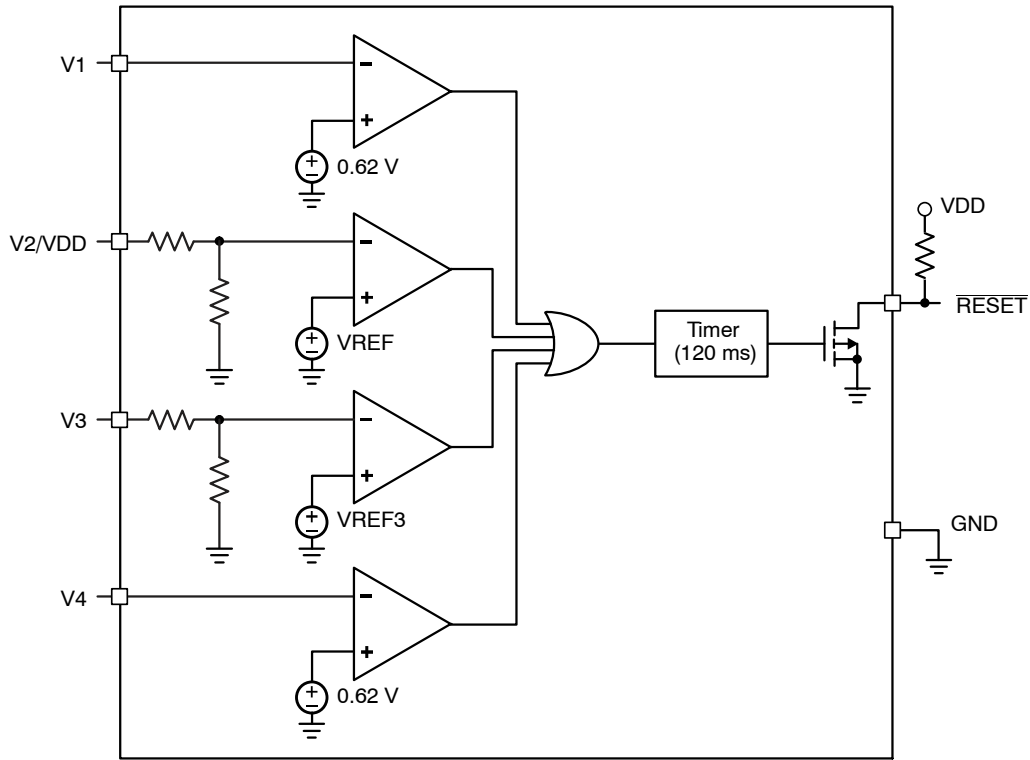 V1
0.62 V
V2/VDD
VREF
V3
VREF3
V4
0.62 V
Timer
(120 ms)
VDD
RESET
GND